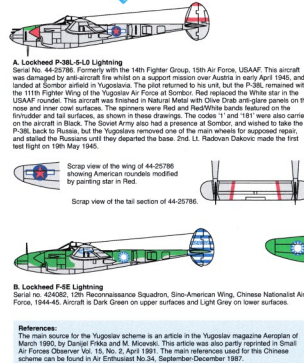 A. Lockheed P-38L-5-L0 Lightning
Serial No. 44-25786. Formerly with the 14th Fighter Group, 15th Air Force, USAAF. This aircraft
was damaged by anti-aircraft fire whilst on a support mission over Austria in early April 1945, and
landed at Sombor airfield in Yugoslavia. The pilot returned to his unit, but the P-38L remained with
the 111th Fighter Wing of the Yugoslav Air Force at Sombor. Red replaced the White star in the
USAAF roundel. This aircraft was finished in Natural Metal with Olive Drab anti-glare panels on the
nose and inner cowl surfaces. The spinners were Red and Red/White bands featured on the
fin/rudder and tail surfaces, as shown in these drawings. The codes '1' and '181' were also carried
on the aircraft in Black. The Soviet Army also had a presence at Sombor, and wished to take the
P-38L back to Russia, but the Yugoslavs removed one of the main wheels for supposed repair,
and stalled the Russians until they departed the base. 2nd. Lt. Radovan Dakovic made the first
test flight on 19th May 1945.
Scrap view of the wing of 44-25786
showing American roundels modified
by painting star in Red.
Scrap view of the tail section of 44-25786.
B. Lockheed F-5E Lightning
Serial no. 424082, 12th Reconnaissance Squadron, Sino-American Wing, Chinese Nationalist Air
Force, 1944-45. Aircraft is Dark Green on upper surfaces and Light Grey on lower surfaces.
References:
The main source for the Yugoslav scheme is an article in the Yugoslav magazine Aeroplan of
March 1990, by Danijel Frkka and M. Micevski. This article was also partly reprinted in Small
Air Forces Observer Vol. 15, No. 2, April 1991. The main references used for this Chinese
scheme can be found in Air Enthusiast No.34, September-December 1987.